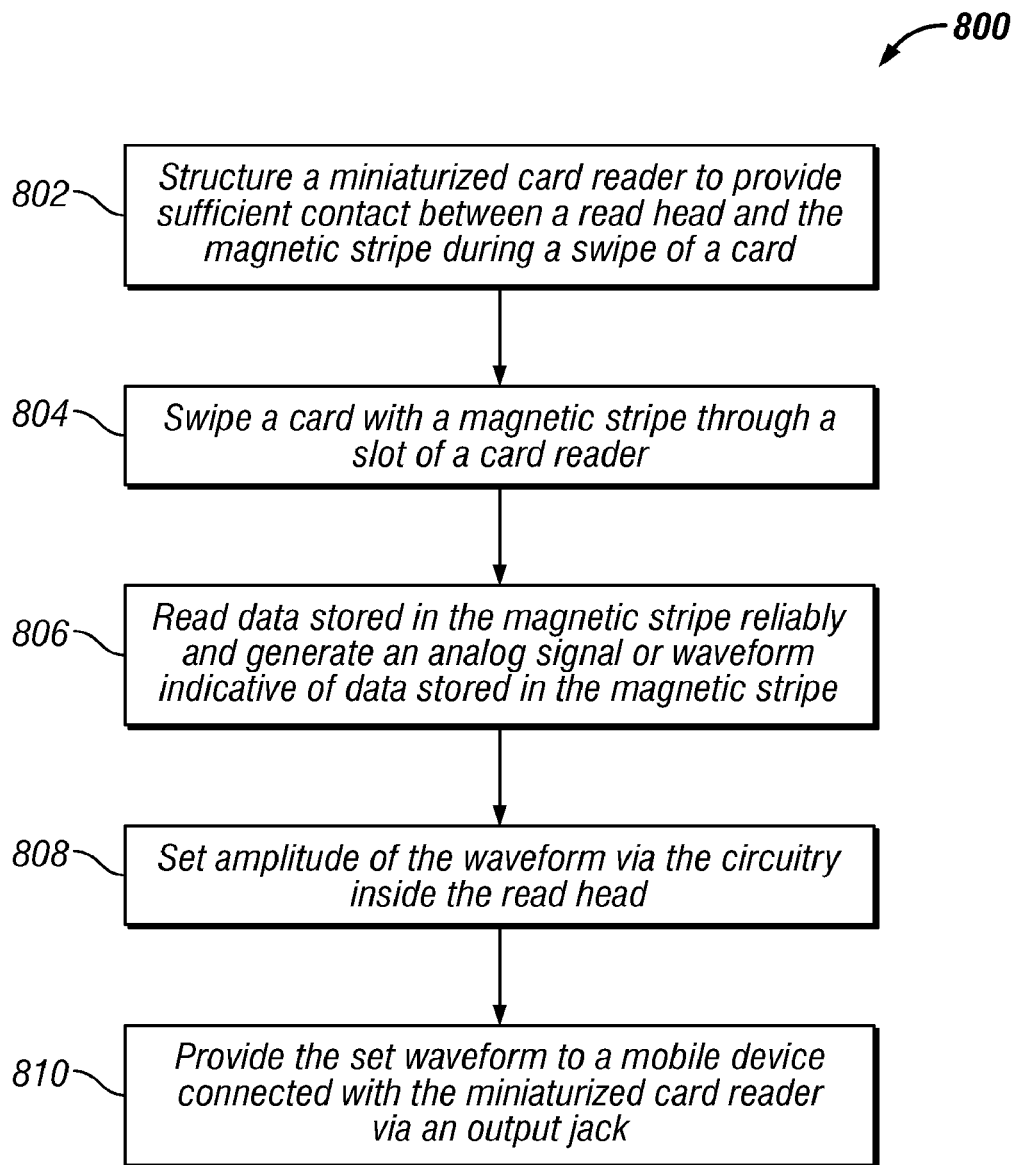 800
802
Structure a miniaturized card reader to provide
sufficient contact between a read head and the
magnetic stripe during a swipe of a card
804
Swipe a card with a magnetic stripe through a
slot of a card reader
806
Read data stored in the magnetic stripe reliably
and generate an analog signal or waveform
indicative of data stored in the magnetic stripe
808
Set amplitude of the waveform via the circuitry
inside the read head
810
Provide the set waveform to a mobile device
connected with the miniaturized card reader
via an output jack